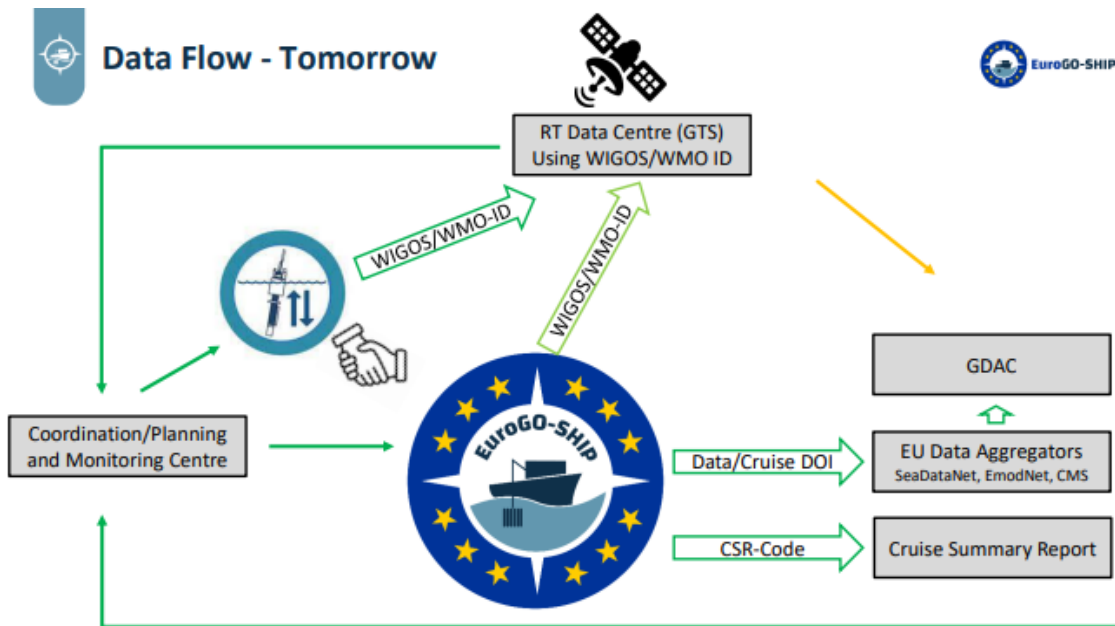 Data Flow - Tomorrow
EuroGO-SHIP
RT Data Centre (GTS)
Using WIGOS/WMO ID
WIGOS/WMO-ID
WIGOS/WMO-ID
GDAC
Coordination/Planning
and Monitoring Centre
EuroGO-SHIP
Data/Cruise DOI
EU Data Aggregators
SeaDataNet, EmodNet, CMS
CSR-Code
Cruise Summary Report